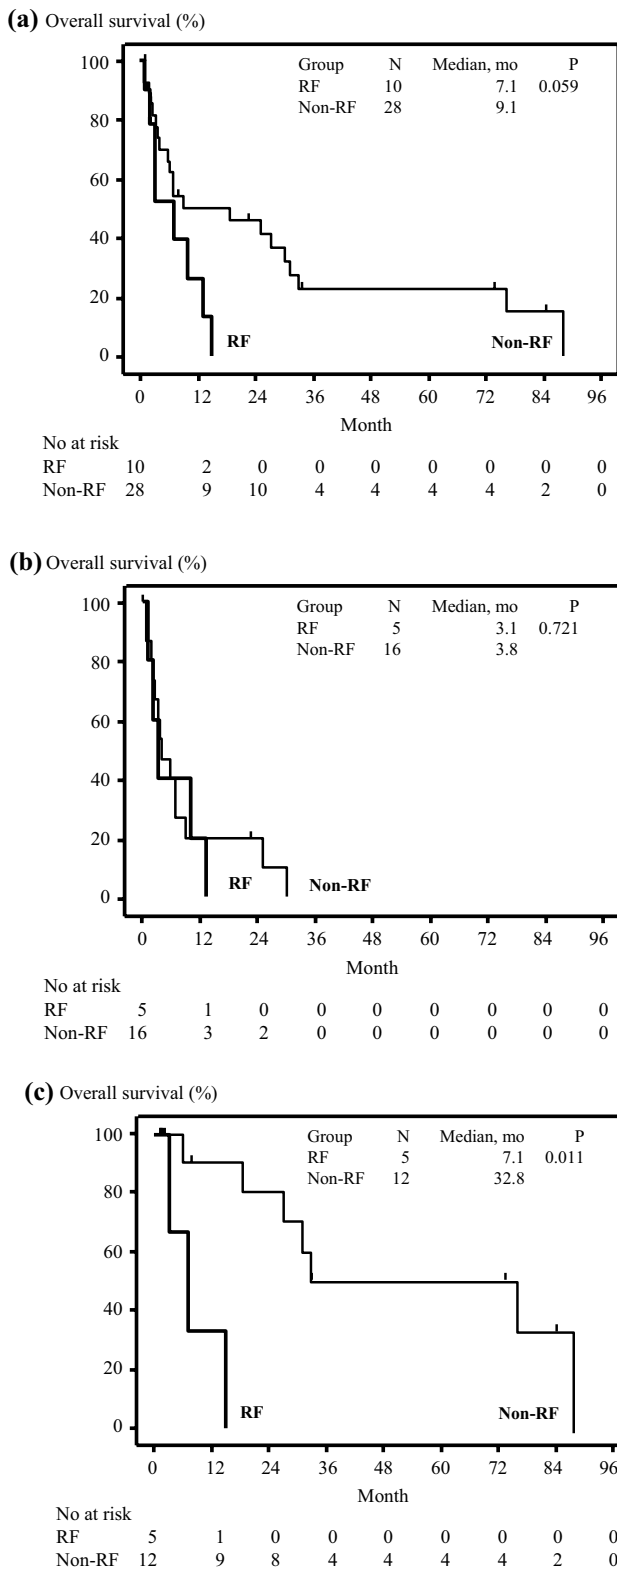 (a) Overall survival (%)
Group N Median, mo P
RF 10 7.1 0.059
Non-RF 28 9.1
100
80
60
40
20
0
RF
Non-RF
0 12 24 36 48 60 72 84 96
Month
No at risk
RF 10 2 0 0 0 0 0 0 0
Non-RF 28 9 10 4 4 4 4 2 0
(b) Overall survival (%)
Group N Median, mo P
RF 5 3.1 0.721
Non-RF 16 3.8
100
80
60
40
20
0
RF
Non-RF
0 12 24 36 48 60 72 84 96
Month
No at risk
RF 5 1 0 0 0 0 0 0 0
Non-RF 16 3 2 0 0 0 0 0 0
(c) Overall survival (%)
Group N Median, mo P
RF 5 7.1 0.011
Non-RF 12 32.8
100
80
60
40
20
0
RF
Non-RF
0 12 24 36 48 60 72 84 96
Month
No at risk
RF 5 1 0 0 0 0 0 0 0
Non-RF 12 9 8 4 4 4 4 2 0